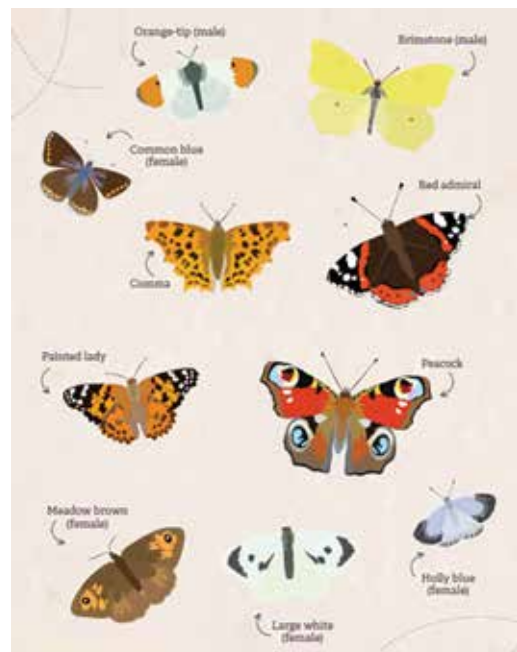 Orange-tip (male)
Brimstone (male)
Common blue
(female)
Red admiral
Comma
Painted lady
Peacock
Meadow brown
(female)
Holly blue
(female)
Large white
(female)